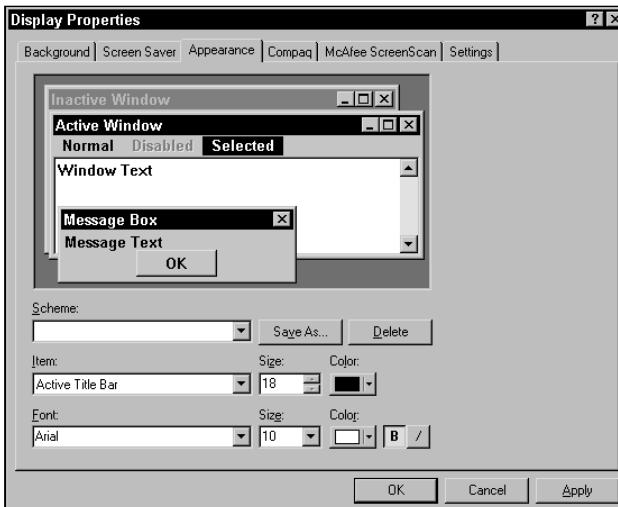 Display Properties
Background Screen Saver Appearance Compaq McAfee ScreenScan Settings
Inactive Window
Active Window
Normal Disabled Selected
Window Text
Message Box
Message Text
OK
Scheme:
Save As... Delete
Item: Size: Color:
Active Title Bar 18
Font: Size: Color:
Arial 10 B /
OK Cancel Apply